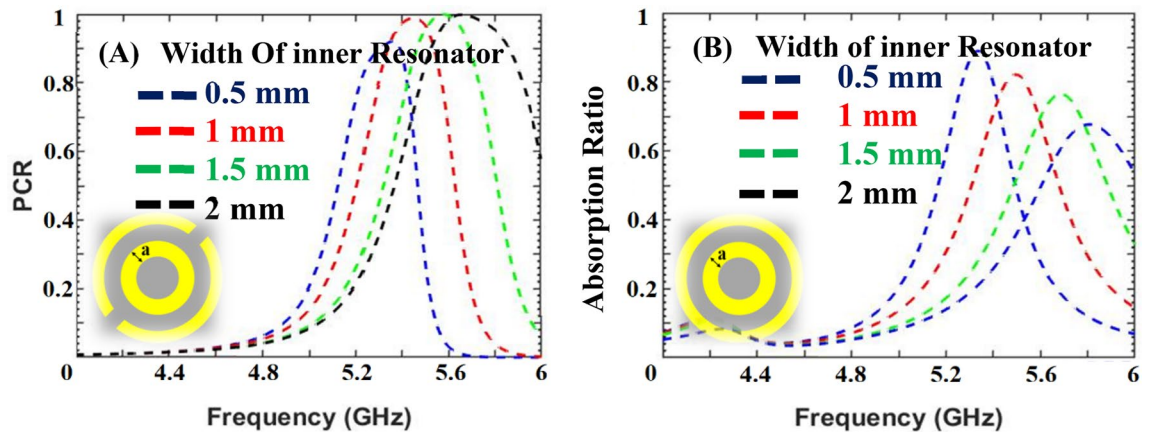 (A) Width Of inner Resonator
0.5 mm
1 mm
1.5 mm
2 mm
a
PCR
1
0.8
0.6
0.4
0.2
0 4.4 4.8 5.2 5.6 6
Frequency (GHz)
(B) Width of inner Resonator
0.5 mm
1 mm
1.5 mm
2 mm
a
Absorption Ratio
1
0.8
0.6
0.4
0.2
0 4.4 4.8 5.2 5.6 6
Frequency (GHz)